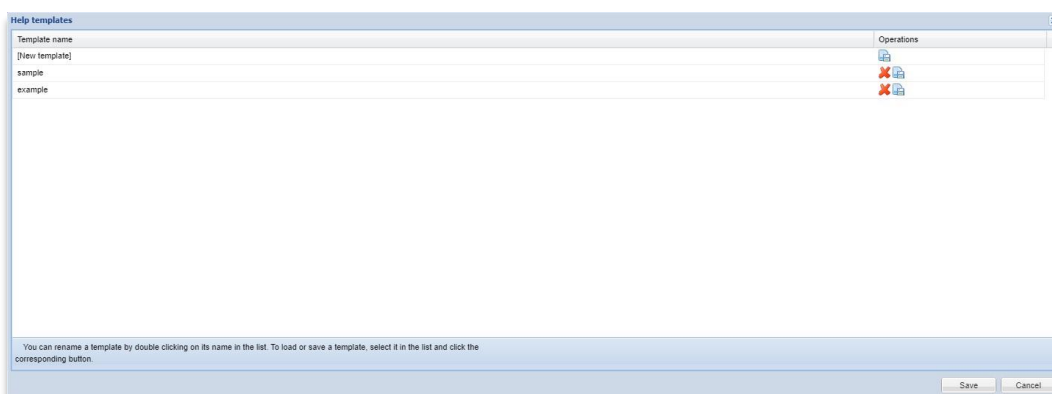 Help templates
Template name Operations
[New template]
sample
example
You can rename a template by double clicking on its name in the list. To load or save a template, select it in the list and click the
corresponding button.
Save Cancel